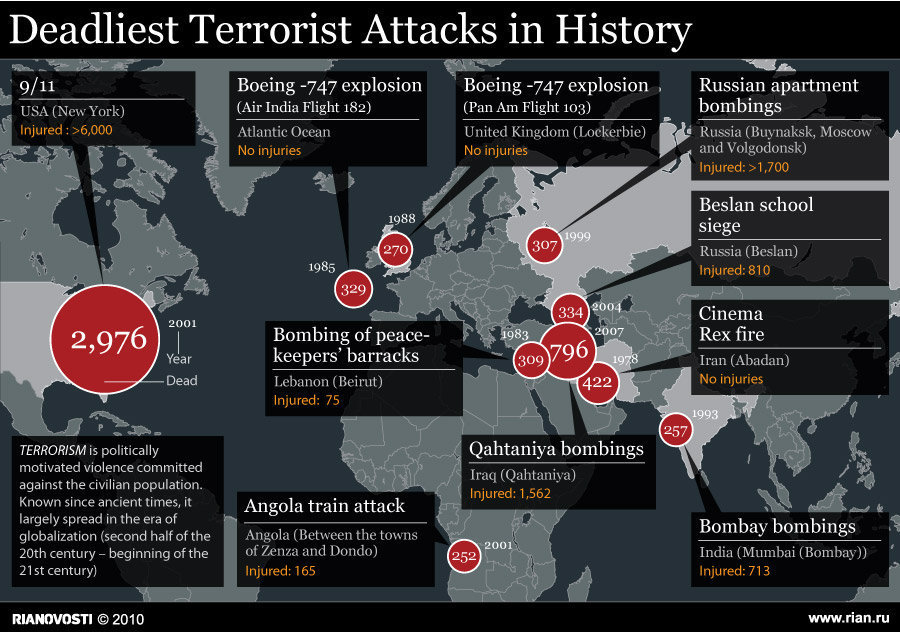 Deadliest Terrorist Attacks in History
9/11
USA (New York)
Injured : >6,000
Boeing -747 explosion
(Air India Flight 182)
Atlantic Ocean
No injuries
Boeing -747 explosion
(Pan Am Flight 103)
United Kingdom (Lockerbie)
No injuries
Russian apartment
bombings
Russia (Buynaksk, Moscow
and Volgodonsk)
Injured: >1,700
Beslan school
siege
Russia (Beslan)
Injured: 810
Cinema
Rex fire
Iran (Abadan)
No injuries
1988
270
1985
329
307
1999
334
2004
2007
796
1983
309
1978
422
2,976
2001
Year
Dead
Bombing of peace-
keepers’ barracks
Lebanon (Beirut)
Injured: 75
1993
257
Qahtaniya bombings
Iraq (Qahtaniya)
Injured: 1,562
TERRORISM is politically
motivated violence committed
against the civilian population.
Known since ancient times, it
largely spread in the era of
globalization (second half of the
20th century – beginning of the
21st century)
Angola train attack
Angola (Between the towns
of Zenza and Dondo)
Injured: 165
252
2001
Bombay bombings
India (Mumbai (Bombay))
Injured: 713
RIANOVOSTI © 2010
www.rian.ru